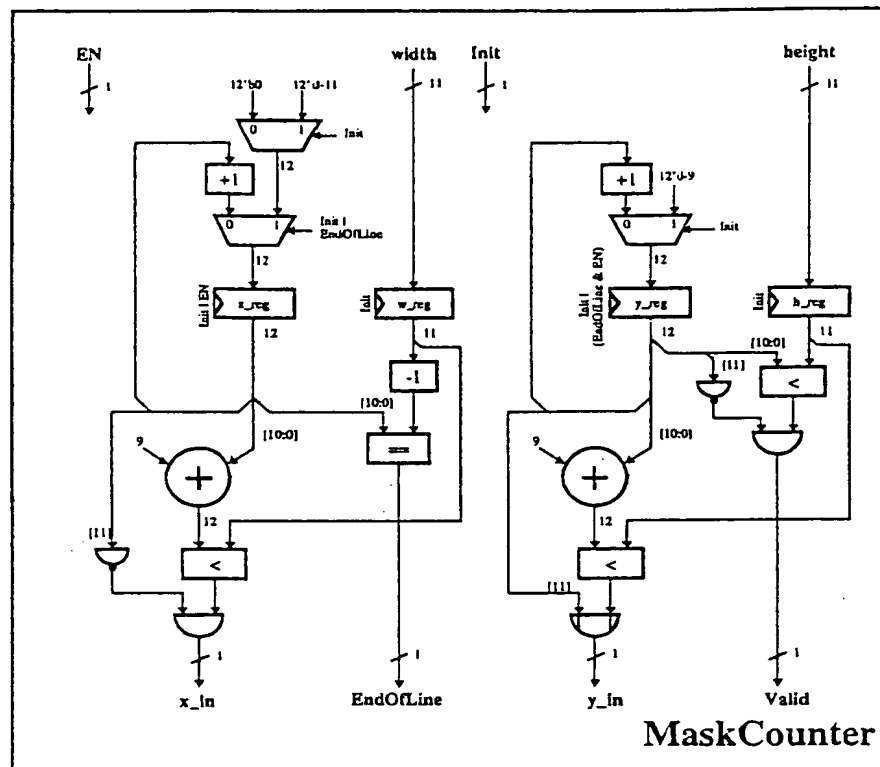 EN width Init height
1 11 1 11
12'b0 12'd-11
0 1 Init
12
+1 +1 12'd-9
0 1 Init | EndOfLine 0 1 Init
12 12
Init | EN x_reg Init w_reg Init | (EndOfLine & EN) y_reg Init h_reg
12 11 12 11
[10:0]
[11] <
-1
[10:0]
[10:0] [10:0]
9 + == 9 +
12 12
[11] < [11] <
1 1 1 1
x_in EndOfLine y_in Valid
MaskCounter